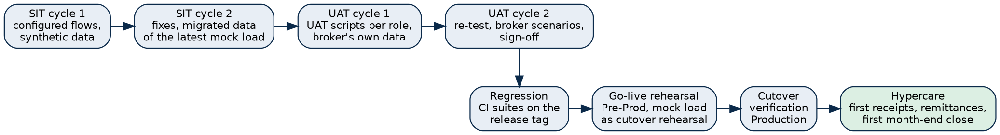 SIT cycle 1
configured flows,
synthetic data
SIT cycle 2
fixes, migrated data
of the latest mock load
UAT cycle 1
UAT scripts per role,
broker's own data
UAT cycle 2
re-test, broker scenarios,
sign-off
Regression
CI suites on the
release tag
Go-live rehearsal
Pre-Prod, mock load
as cutover rehearsal
Cutover
verification
Production
Hypercare
first receipts, remittances,
first month-end close